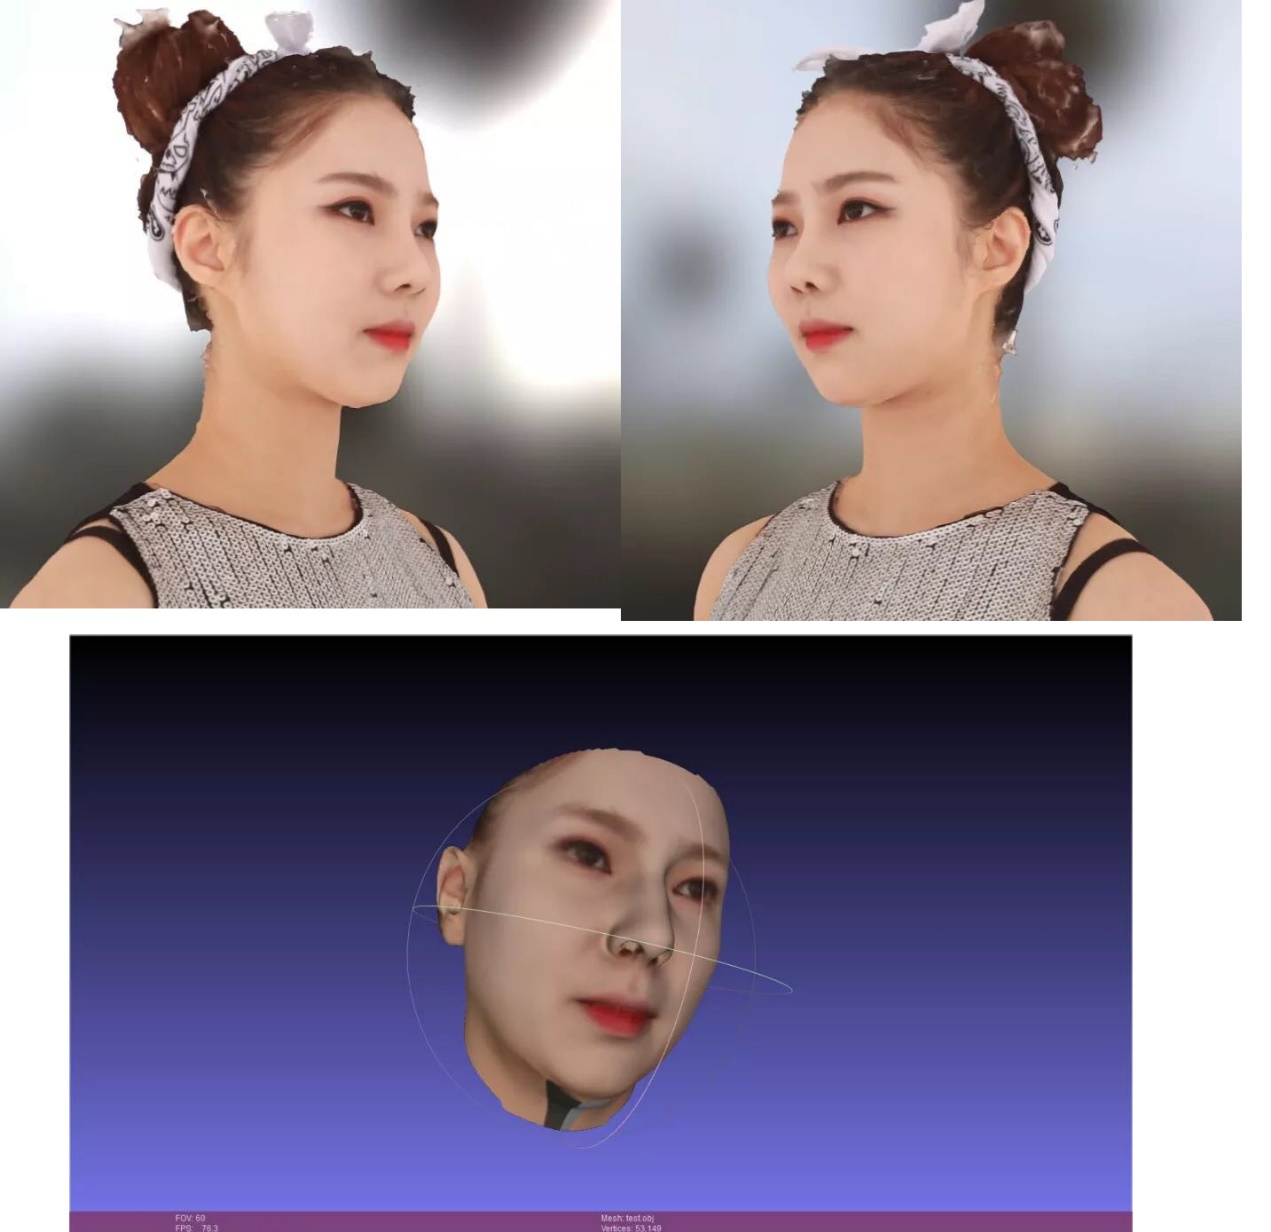 FOV: 60
Mesh: test.obj
FPS: 76.3
Vertices: 53,149